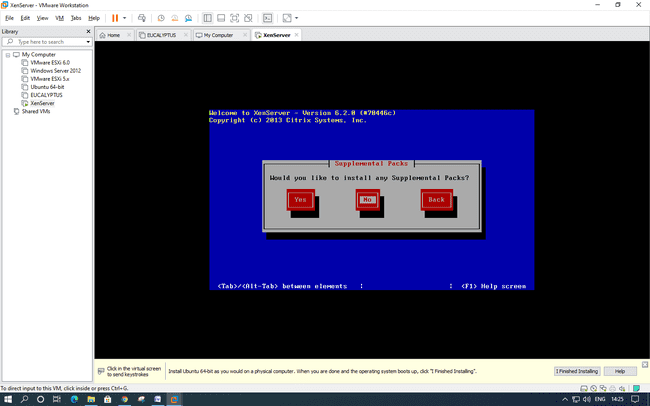 XenServer - VMware Workstation
File Edit View VM Tabs Help
Library
Type here to search
My Computer
VMware ESXi 6.0
Windows Server 2012
VMware ESXi 5.x
Ubuntu 64-bit
EUCALYPTUS
XenServer
Shared VMs
Home EUCALYPTUS My Computer XenServer
Welcome to XenServer - Version 6.2.0 (#70446c)
Copyright (c) 2013 Citrix Systems, Inc.
Supplemental Packs
Would you like to install any Supplemental Packs?
Yes No Back
<Tab>/<Alt-Tab> between elements | | <F1> Help screen
Click in the virtual screen
to send keystrokes
Install Ubuntu 64-bit as you would on a physical computer. When you are done and the operating system boots up, click "I Finished Installing".
I Finished Installing Help
To direct input to this VM, click inside or press Ctrl+G.
ENG 14:25